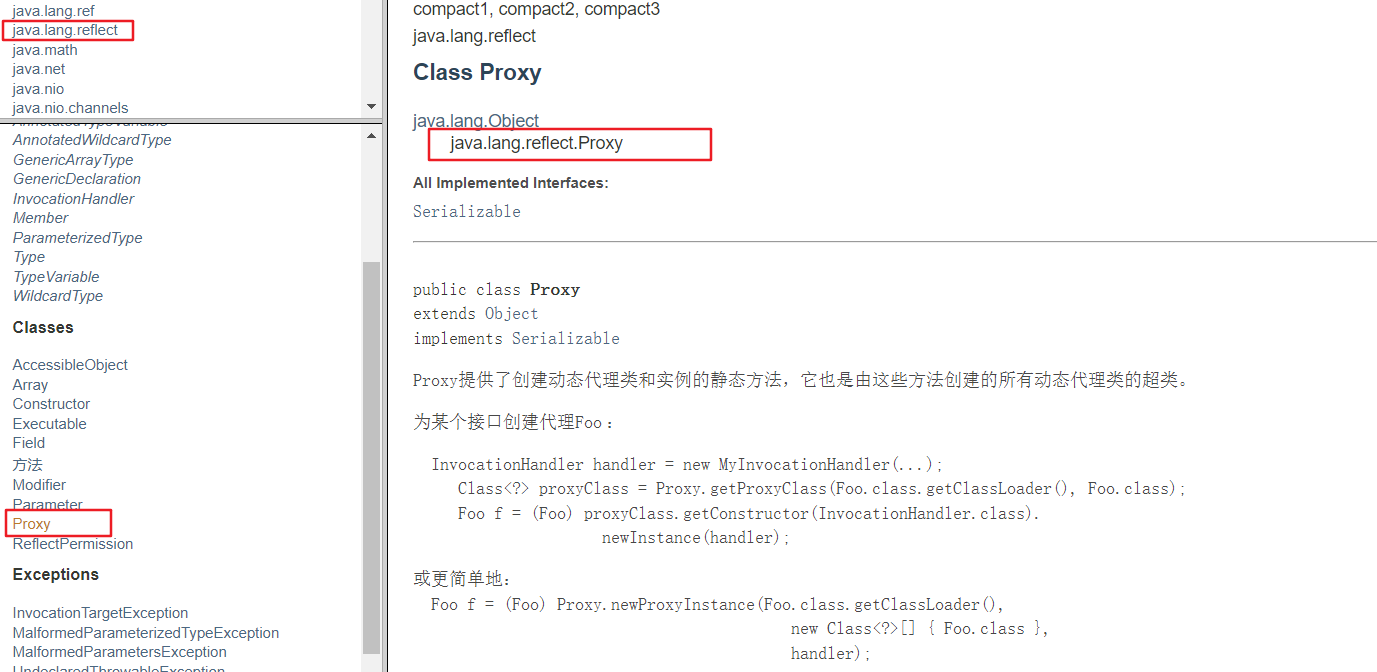 java.lang.ref
java.lang.reflect
java.math
java.net
java.nio
java.nio.channels
AnnotatedTypeVariable
AnnotatedWildcardType
GenericArrayType
GenericDeclaration
InvocationHandler
Member
ParameterizedType
Type
TypeVariable
WildcardType
Classes
AccessibleObject
Array
Constructor
Executable
Field
方法
Modifier
Parameter
Proxy
ReflectPermission
Exceptions
InvocationTargetException
MalformedParameterizedTypeException
MalformedParametersException
UndeclaredThrowableException
compact1, compact2, compact3
java.lang.reflect
Class Proxy
java.lang.Object
java.lang.reflect.Proxy
All Implemented Interfaces:
Serializable
public class Proxy
extends Object
implements Serializable
Proxy提供了创建动态代理类和实例的静态方法，它也是由这些方法创建的所有动态代理类的超类。
为某个接口创建代理Foo：
InvocationHandler handler = new MyInvocationHandler(...);
Class<?> proxyClass = Proxy.getProxyClass(Foo.class.getClassLoader(), Foo.class);
Foo f = (Foo) proxyClass.getConstructor(InvocationHandler.class).
newInstance(handler);
或更简单地：
Foo f = (Foo) Proxy.newProxyInstance(Foo.class.getClassLoader(),
new Class<?>[] { Foo.class },
handler);